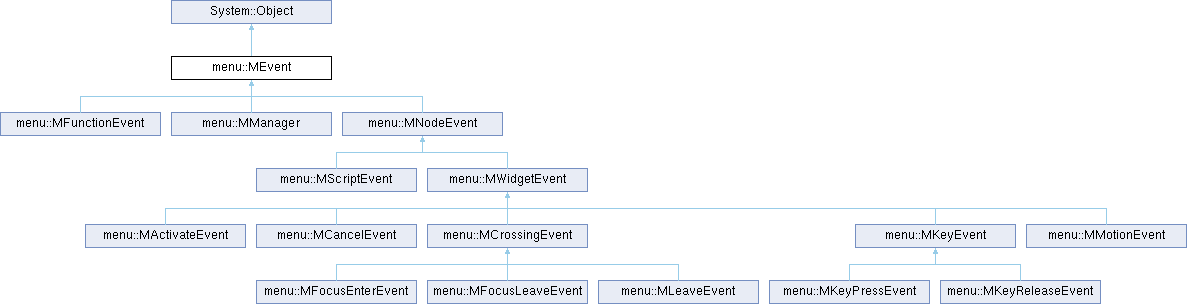 System::Object
menu::MEvent
menu::MFunctionEvent
menu::MManager
menu::MNodeEvent
menu::MScriptEvent
menu::MWidgetEvent
menu::MActivateEvent
menu::MCancelEvent
menu::MCrossingEvent
menu::MKeyEvent
menu::MMotionEvent
menu::MFocusEnterEvent
menu::MFocusLeaveEvent
menu::MLeaveEvent
menu::MKeyPressEvent
menu::MKeyReleaseEvent